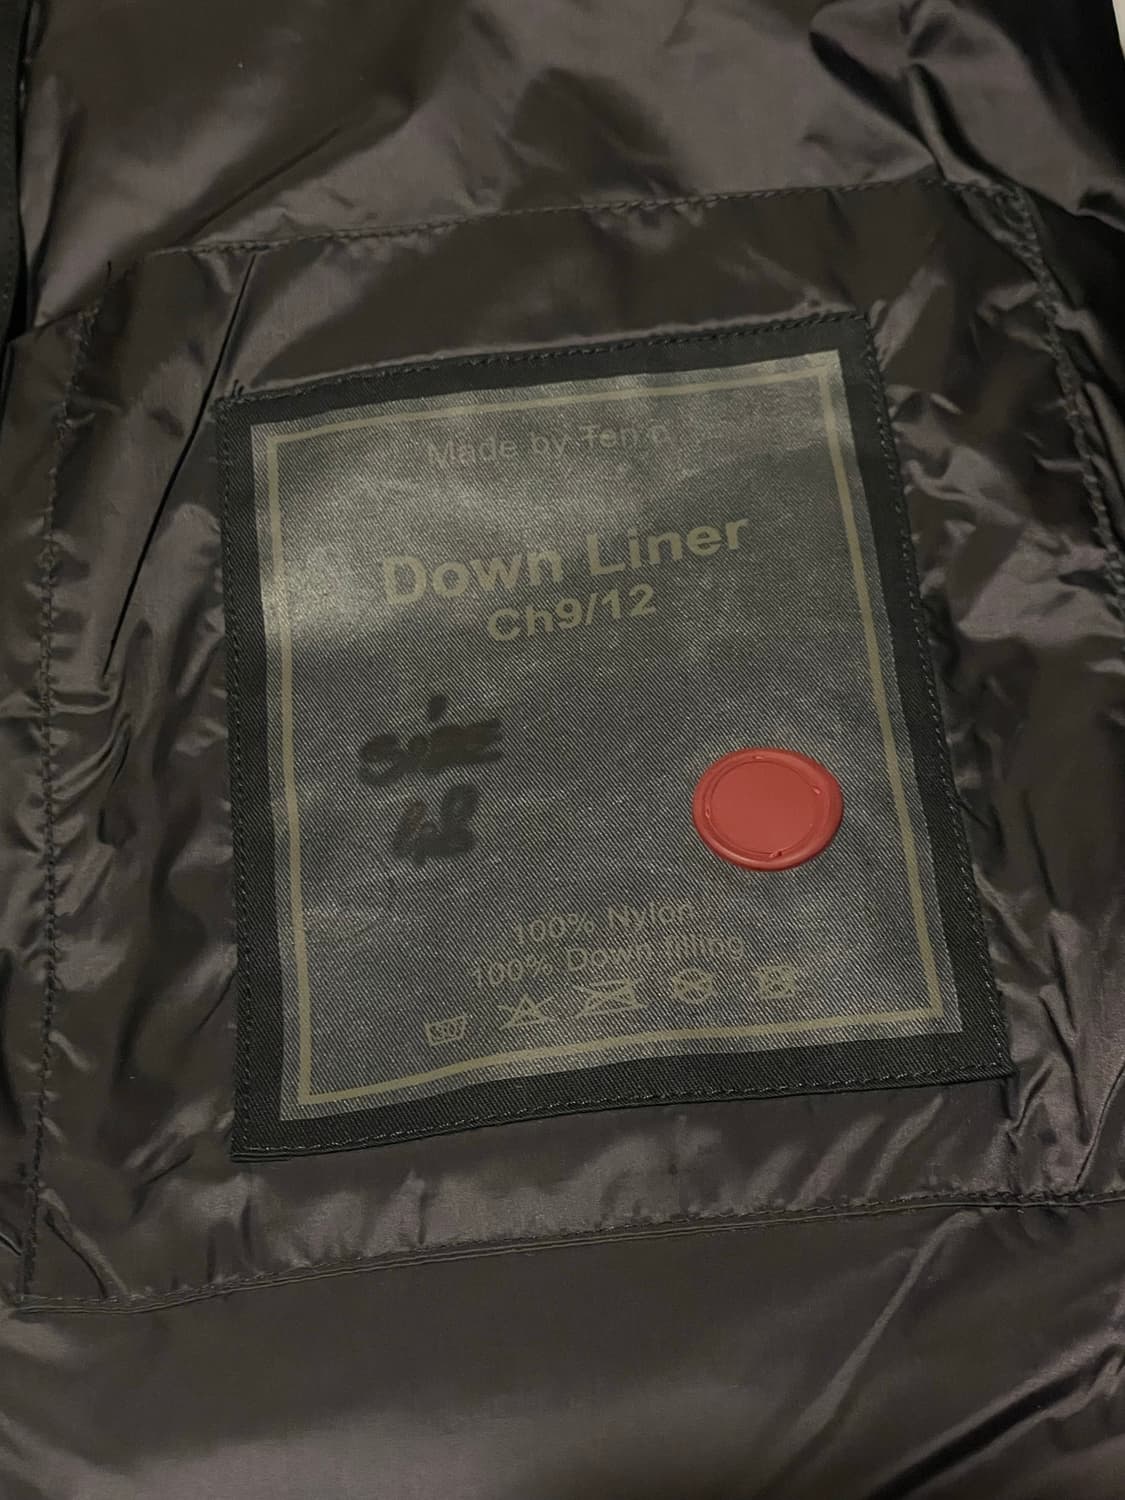 Made by Ten c
Down Liner
Ch9/12
Size
48
100% Nylon
100% Down filling